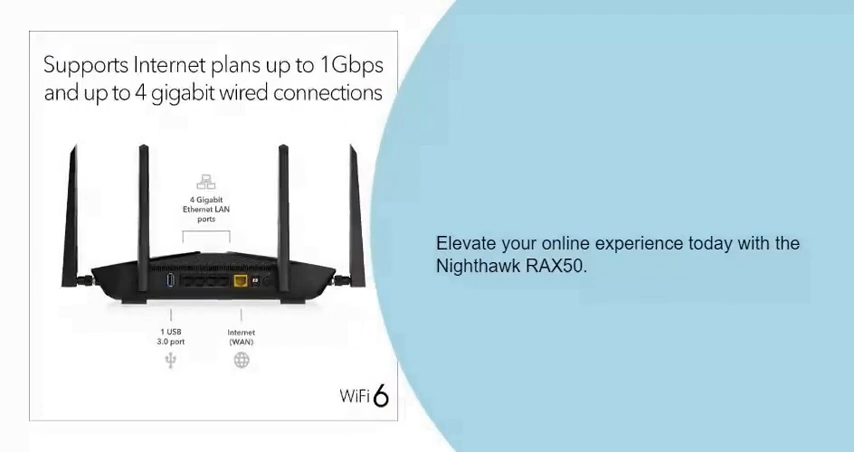 Supports Internet plans up to 1Gbps
and up to 4 gigabit wired connections
4 Gigabit
Ethernet LAN
ports
1 USB
3.0 port
Internet
(WAN)
WiFi 6
Elevate your online experience today with the
Nighthawk RAX50.